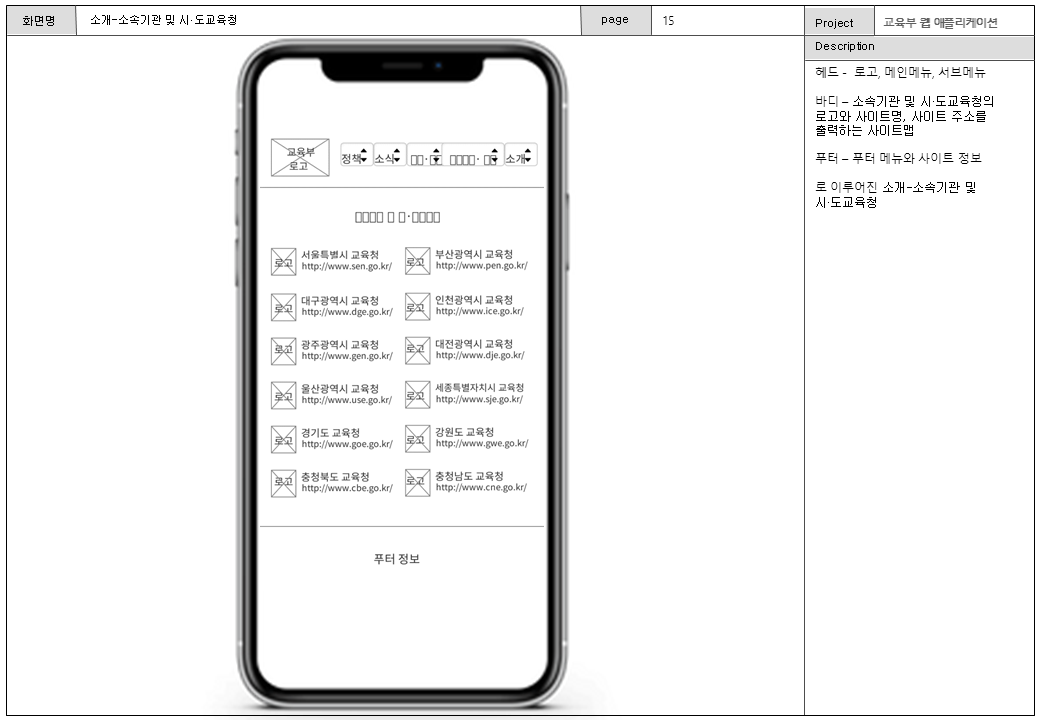 화면명
소개-소속기관 및 시·도교육청
page
15
Project
교육부 웹 애플리케이션
Description
헤드 - 로고, 메인메뉴, 서브메뉴
바디 – 소속기관 및 시·도교육청의
로고와 사이트명, 사이트 주소를
출력하는 사이트맵
푸터 – 푸터 메뉴와 사이트 정보
로 이루어진 소개-소속기관 및
시·도교육청
교육부
로고
정책
소식
소개
로고
서울특별시 교육청
http://www.sen.go.kr/
로고
부산광역시 교육청
http://www.pen.go.kr/
로고
대구광역시 교육청
http://www.dge.go.kr/
로고
인천광역시 교육청
http://www.ice.go.kr/
로고
광주광역시 교육청
http://www.gen.go.kr/
로고
대전광역시 교육청
http://www.dje.go.kr/
로고
울산광역시 교육청
http://www.use.go.kr/
로고
세종특별자치시 교육청
http://www.sje.go.kr/
로고
경기도 교육청
http://www.goe.go.kr/
로고
강원도 교육청
http://www.gwe.go.kr/
로고
충청북도 교육청
http://www.cbe.go.kr/
로고
충청남도 교육청
http://www.cne.go.kr/
푸터 정보